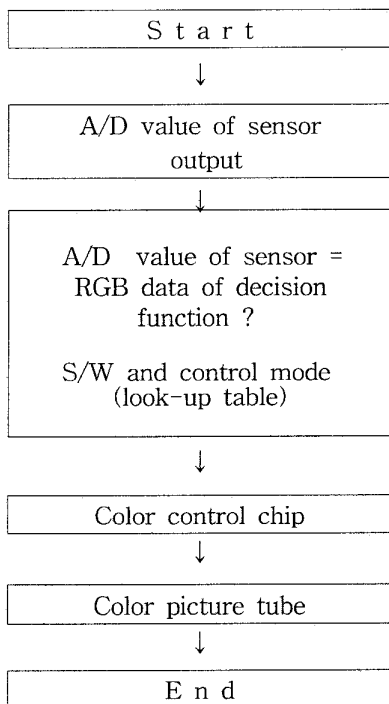 S t a r t
↓
A/D value of sensor
output
↓
A/D value of sensor =
RGB data of decision
function ?
S/W and control mode
(look-up table)
↓
Color control chip
↓
Color picture tube
↓
E n d